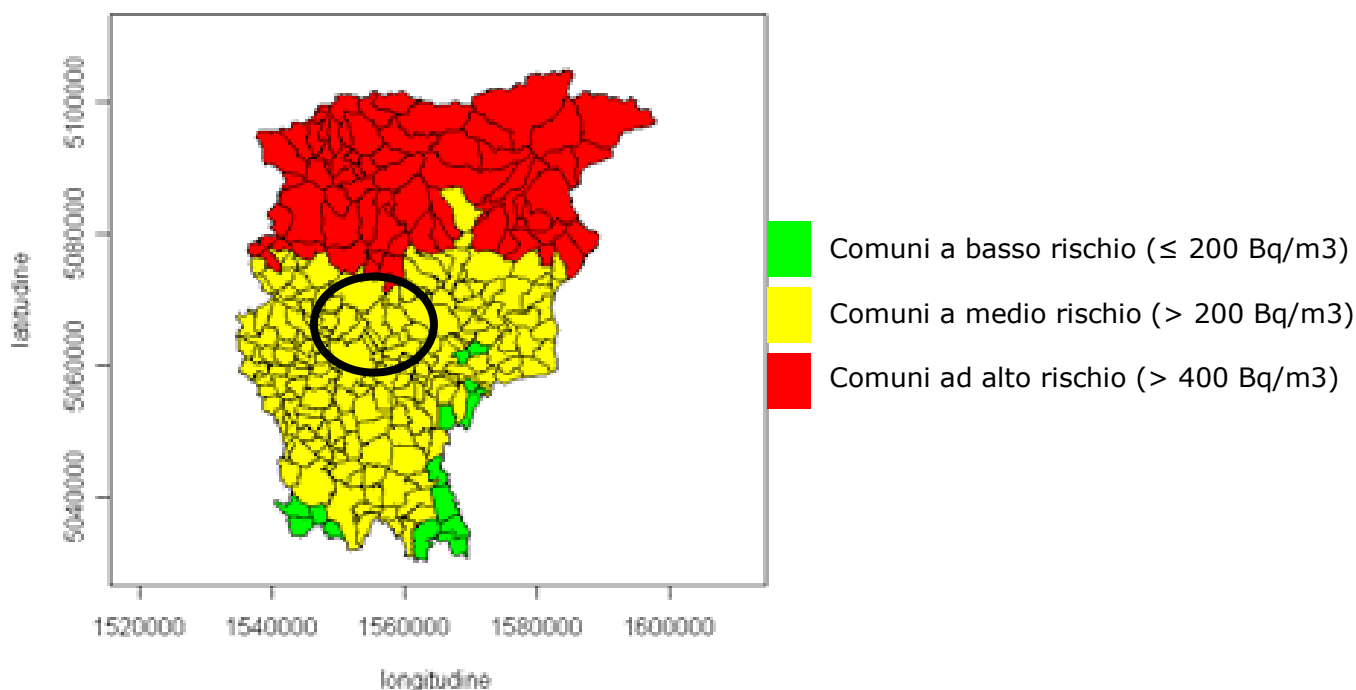 5100000
5080000
5060000
5040000
latitudine
1520000 1540000 1560000 1580000 1600000
longitudine
Comuni a basso rischio (≤ 200 Bq/m3)
Comuni a medio rischio (> 200 Bq/m3)
Comuni ad alto rischio (> 400 Bq/m3)